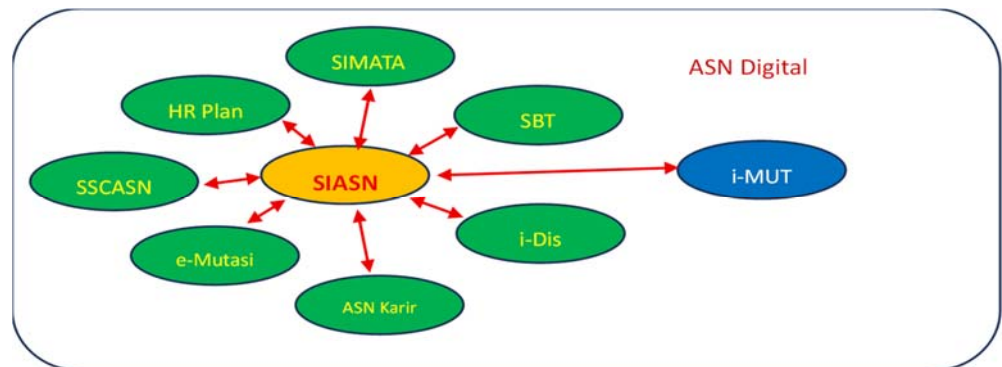 SIMATA
ASN Digital
HR Plan
SBT
SSCASN
SIASN
i-MUT
e-Mutasi
i-Dis
ASN Karir